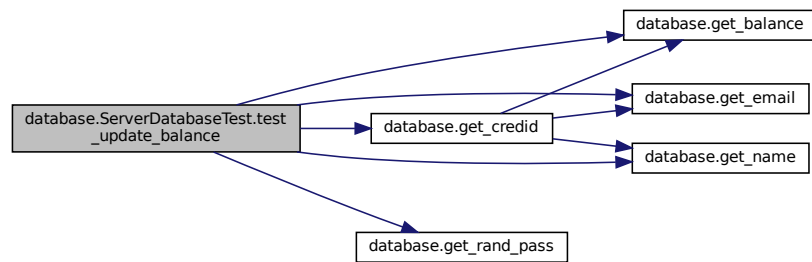 database.ServerDatabaseTest.test
_update_balance
database.get_credid
database.get_balance
database.get_email
database.get_name
database.get_rand_pass